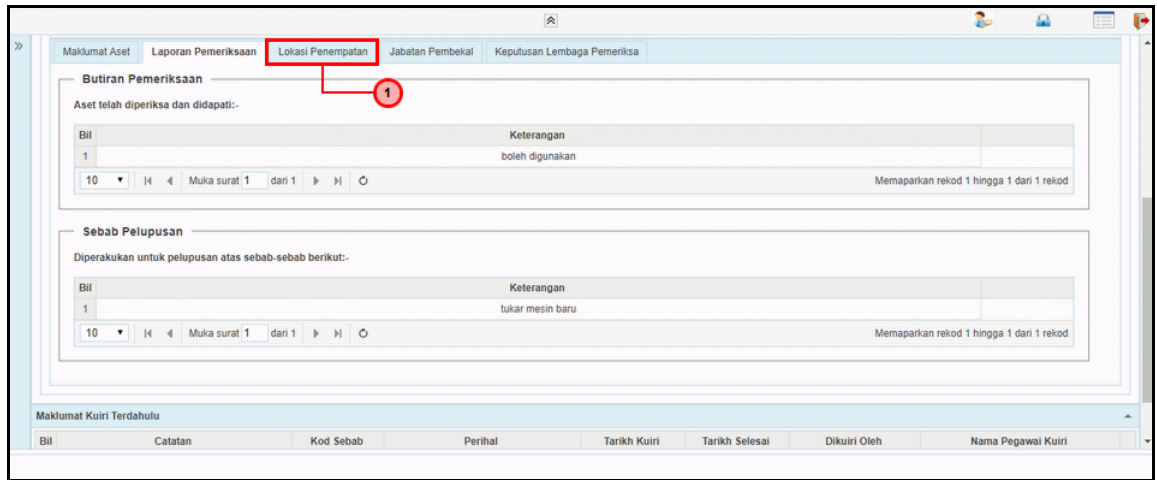 Maklumat Aset Laporan Pemeriksaan Lokasi Penempatan Jabatan Pembekal Keputusan Lembaga Pemeriksa
1
Butiran Pemeriksaan
Aset telah diperiksa dan didapati:-
Bil Keterangan
1 boleh digunakan
10 Muka surat 1 dari 1 Memaparkan rekod 1 hingga 1 dari 1 rekod
Sebab Pelupusan
Diperakukan untuk pelupusan atas sebab-sebab berikut:-
Bil Keterangan
1 tukar mesin baru
10 Muka surat 1 dari 1 Memaparkan rekod 1 hingga 1 dari 1 rekod
Maklumat Kuiri Terdahulu
Bil Catatan Kod Sebab Perihal Tarikh Kuiri Tarikh Selesai Dikuiri Oleh Nama Pegawai Kuiri